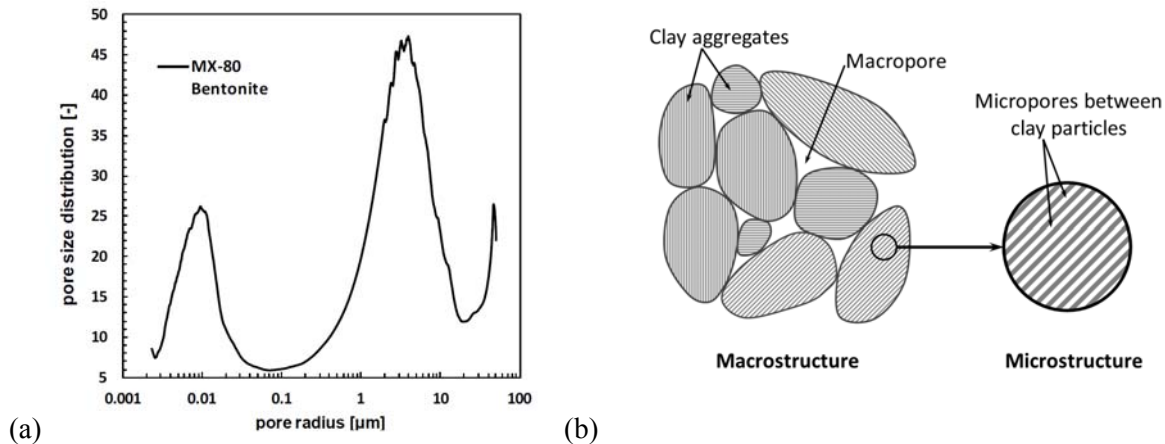 50
45
40
35
30
25
20
15
10
5
pore size distribution [-]
MX-80
Bentonite
0.001
0.01
0.1
1
10
100
pore radius [µm]
(a)
Clay aggregates
Macropore
Micropores between
clay particles
Macrostructure
Microstructure
(b)